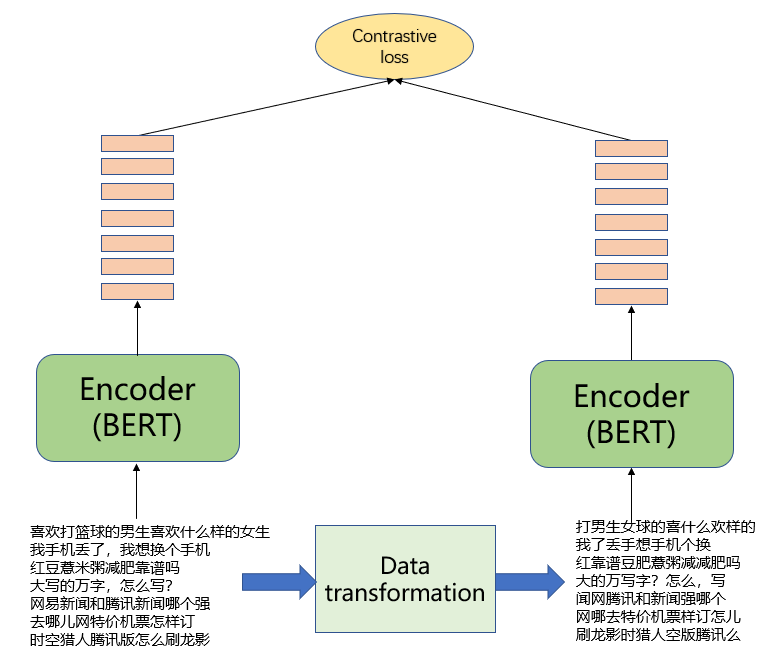 Contrastive
loss
Encoder
(BERT)
Encoder
(BERT)
喜欢打篮球的男生喜欢什么样的女生
我手机丢了，我想换个手机
红豆薏米粥减肥靠谱吗
大写的万字，怎么写?
网易新闻和腾讯新闻哪个强
去哪儿网特价机票怎样订
时空猎人腾讯版怎么刷龙影
Data
transformation
打男生女球的喜什么欢样的
我了丢手想手机个换
红靠谱豆肥薏粥减减肥吗
大的万写字？怎么，写
闻网腾讯和新闻强哪个
网哪去特价机票样订怎儿
刷龙影时猎人空版腾讯么